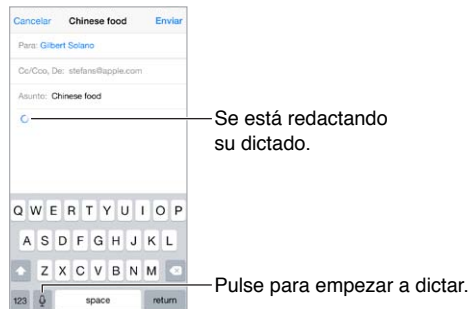 Cancelar Chinese food Enviar
Para: Gilbert Solano
Cc/Cco, De: stefans@apple.com
Asunto: Chinese food
Se está redactando
su dictado.
Q W E R T Y U I O P
A S D F G H J K L
Z X C V B N M
Pulse para empezar a dictar.
123 space return